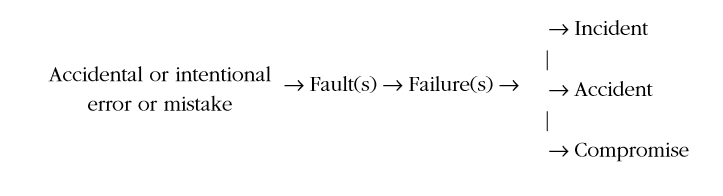 → Incident
|
Accidental or intentional
error or mistake → Fault(s) → Failure(s) → → Accident
|
→ Compromise